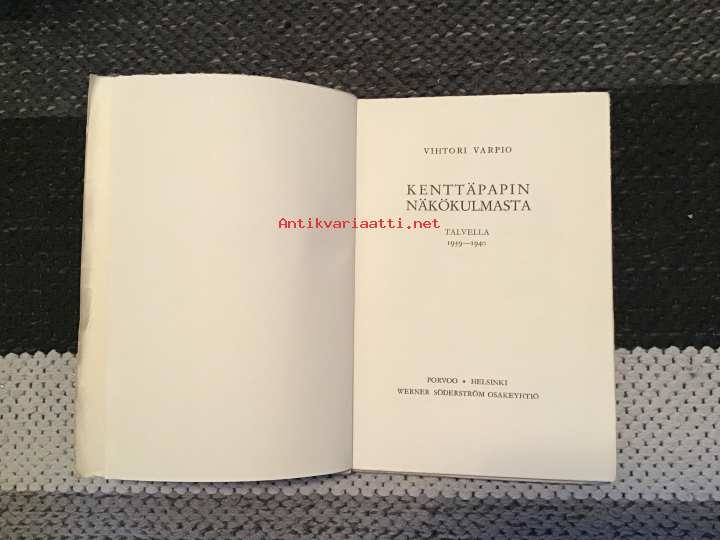 VIHTORI VARPIO
KENTTÄPAPIN
NÄKÖKULMASTA
Antikvariaatti.net
TALVELLA
1939—1940
PORVOO • HELSINKI
WERNER SÖDERSTRÖM OSAKEYHTIÖ